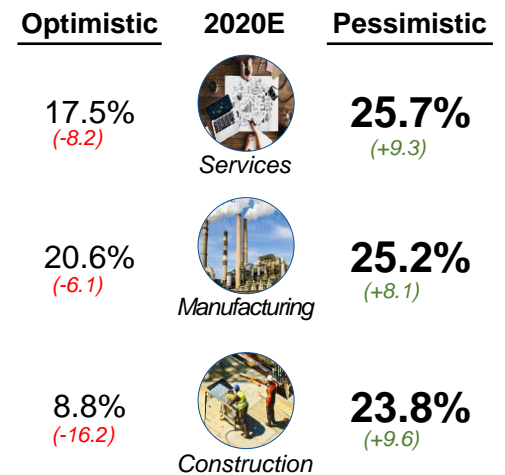 Optimistic 2020E Pessimistic
17.5% 25.7%
(-8.2) (+9.3)
Services
20.6% 25.2%
(-6.1) (+8.1)
Manufacturing
8.8% 23.8%
(-16.2) (+9.6)
Construction